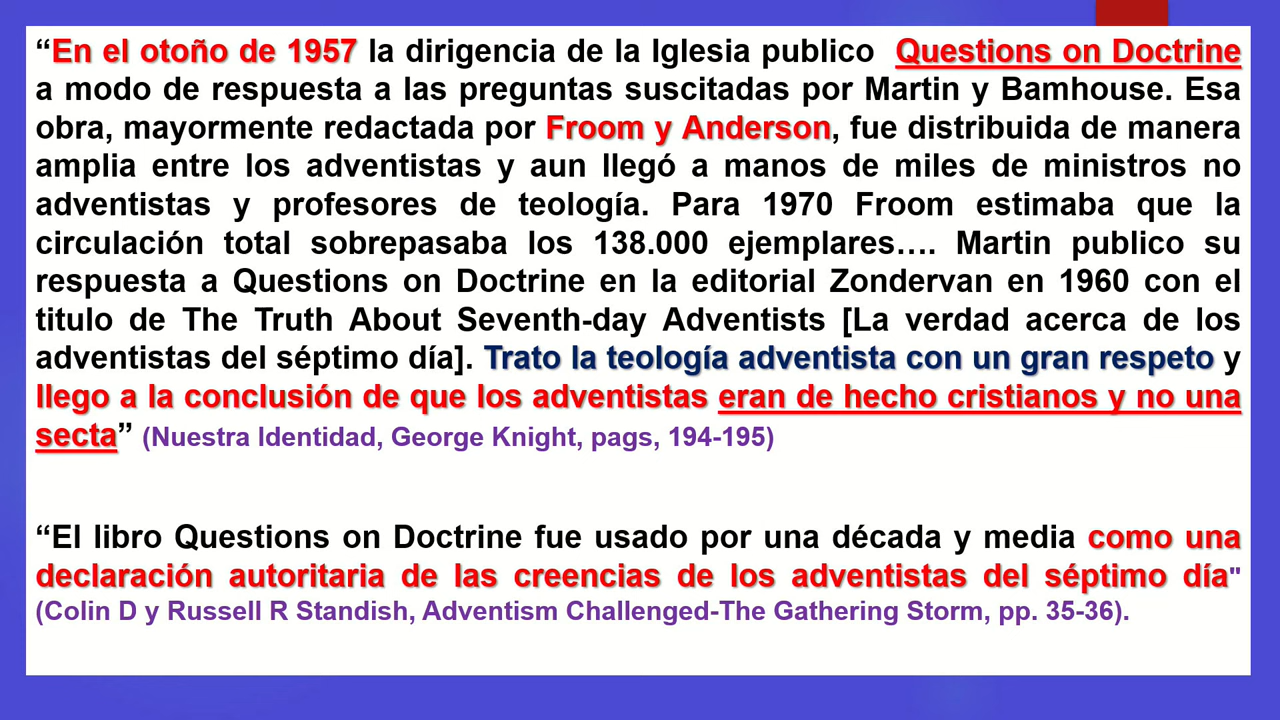 “En el otoño de 1957 la dirigencia de la Iglesia publico Questions on Doctrine
a modo de respuesta a las preguntas suscitadas por Martin y Bamhouse. Esa
obra, mayormente redactada por Froom y Anderson, fue distribuida de manera
amplia entre los adventistas y aun llegó a manos de miles de ministros no
adventistas y profesores de teología. Para 1970 Froom estimaba que la
circulación total sobrepasaba los 138.000 ejemplares…. Martin publico su
respuesta a Questions on Doctrine en la editorial Zondervan en 1960 con el
titulo de The Truth About Seventh-day Adventists [La verdad acerca de los
adventistas del séptimo día]. Trato la teología adventista con un gran respeto y
llego a la conclusión de que los adventistas eran de hecho cristianos y no una
secta” (Nuestra Identidad, George Knight, pags, 194-195)
“El libro Questions on Doctrine fue usado por una década y media como una
declaración autoritaria de las creencias de los adventistas del séptimo día"
(Colin D y Russell R Standish, Adventism Challenged-The Gathering Storm, pp. 35-36).